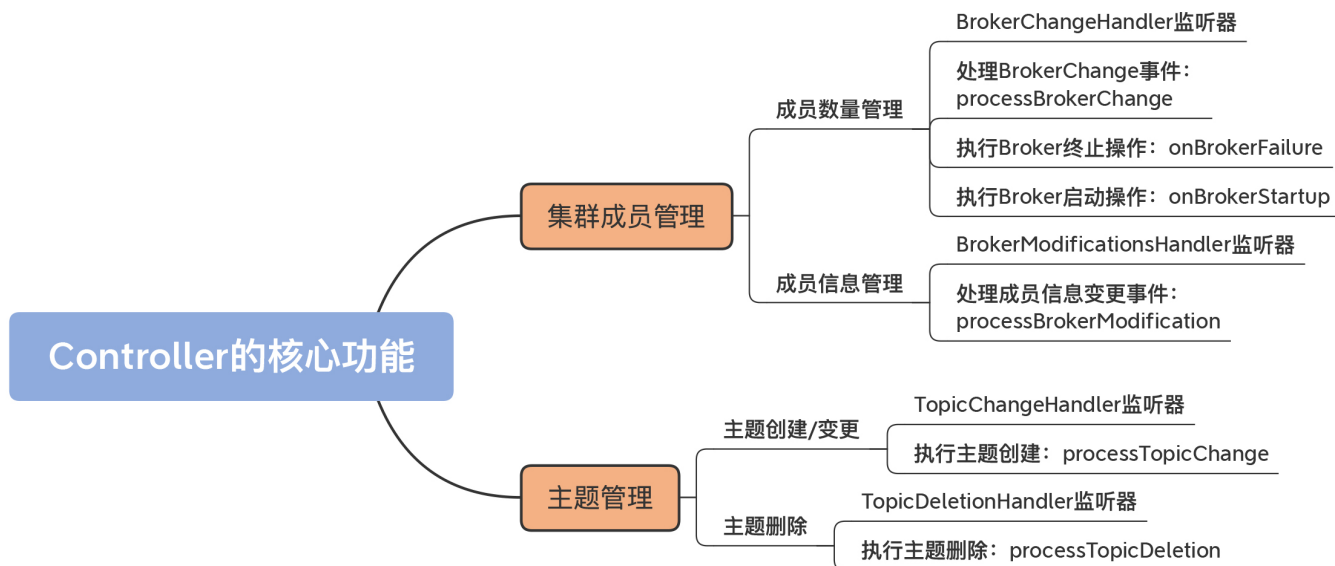 Controller的核心功能
集群成员管理
成员数量管理
BrokerChangeHandler监听器
处理BrokerChange事件：
processBrokerChange
执行Broker终止操作：onBrokerFailure
执行Broker启动操作：onBrokerStartup
成员信息管理
BrokerModificationsHandler监听器
处理成员信息变更事件：
processBrokerModification
主题管理
主题创建/变更
TopicChangeHandler监听器
执行主题创建：processTopicChange
主题删除
TopicDeletionHandler监听器
执行主题删除：processTopicDeletion